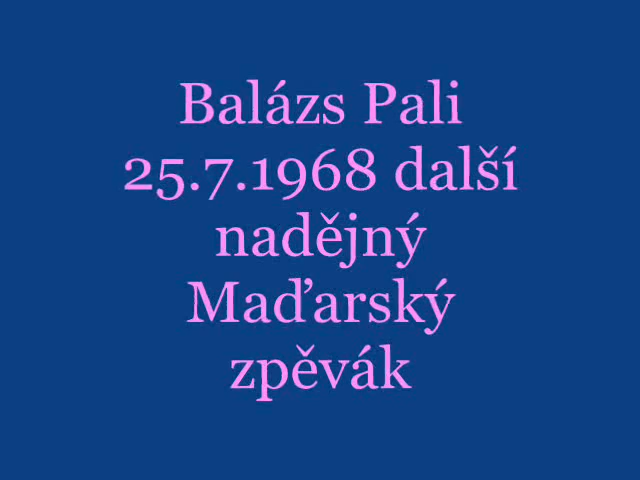 Balázs Pali
25.7.1968 další
nadějný
Maďarský
zpěvák